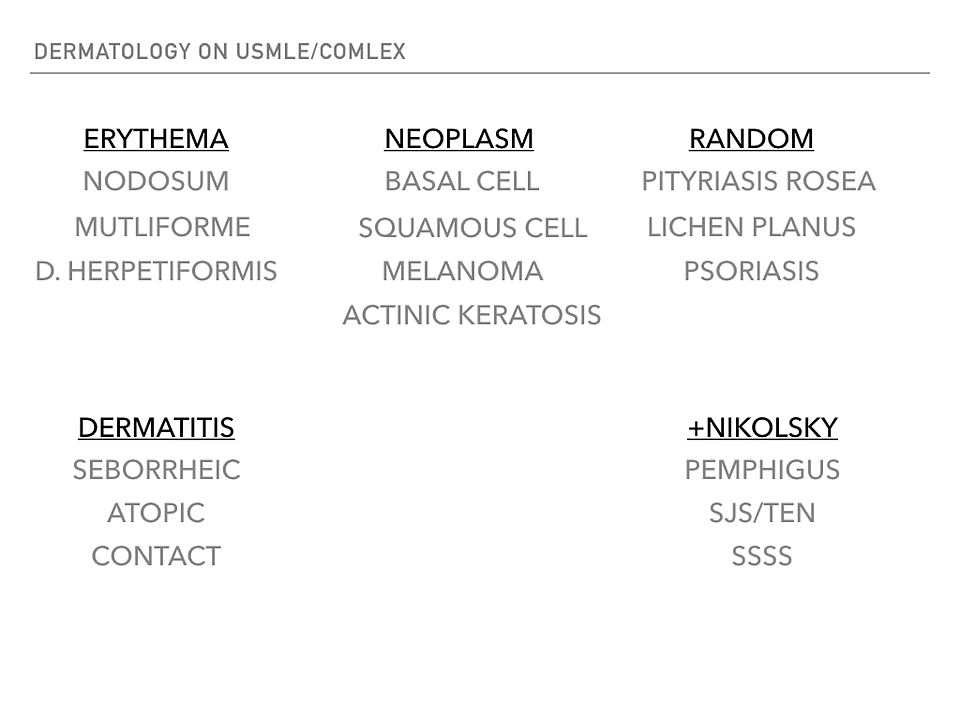 DERMATOLOGY ON USMLE/COMLEX
ERYTHEMA
NODOSUM
MUTLIFORME
D. HERPETIFORMIS
NEOPLASM
BASAL CELL
SQUAMOUS CELL
MELANOMA
ACTINIC KERATOSIS
RANDOM
PITYRIASIS ROSEA
LICHEN PLANUS
PSORIASIS
DERMATITIS
SEBORRHEIC
ATOPIC
CONTACT
+NIKOLSKY
PEMPHIGUS
SJS/TEN
SSSS